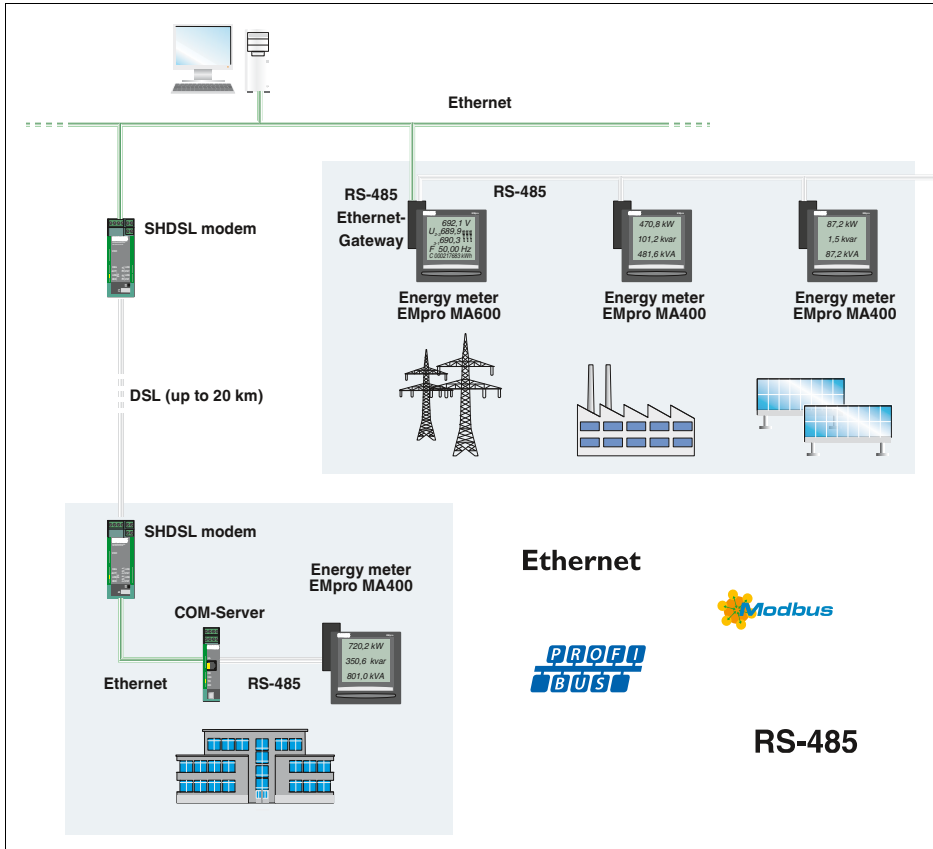 Ethernet
RS-485
Ethernet-
Gateway
RS-485
SHDSL modem
692,1 V
689,9
690,3
F 50,00 Hz
C 000217683 kWh
470,8 kW
101,2 kvar
481,6 kVA
87,2 kW
1,5 kvar
87,2 kVA
Energy meter
EMpro MA600
Energy meter
EMpro MA400
Energy meter
EMpro MA400
DSL (up to 20 km)
SHDSL modem
Energy meter
EMpro MA400
COM-Server
720,2 kW
350,6 kvar
801,0 kVA
Ethernet
RS-485
Ethernet
Modbus
PROFI
BUS
RS-485